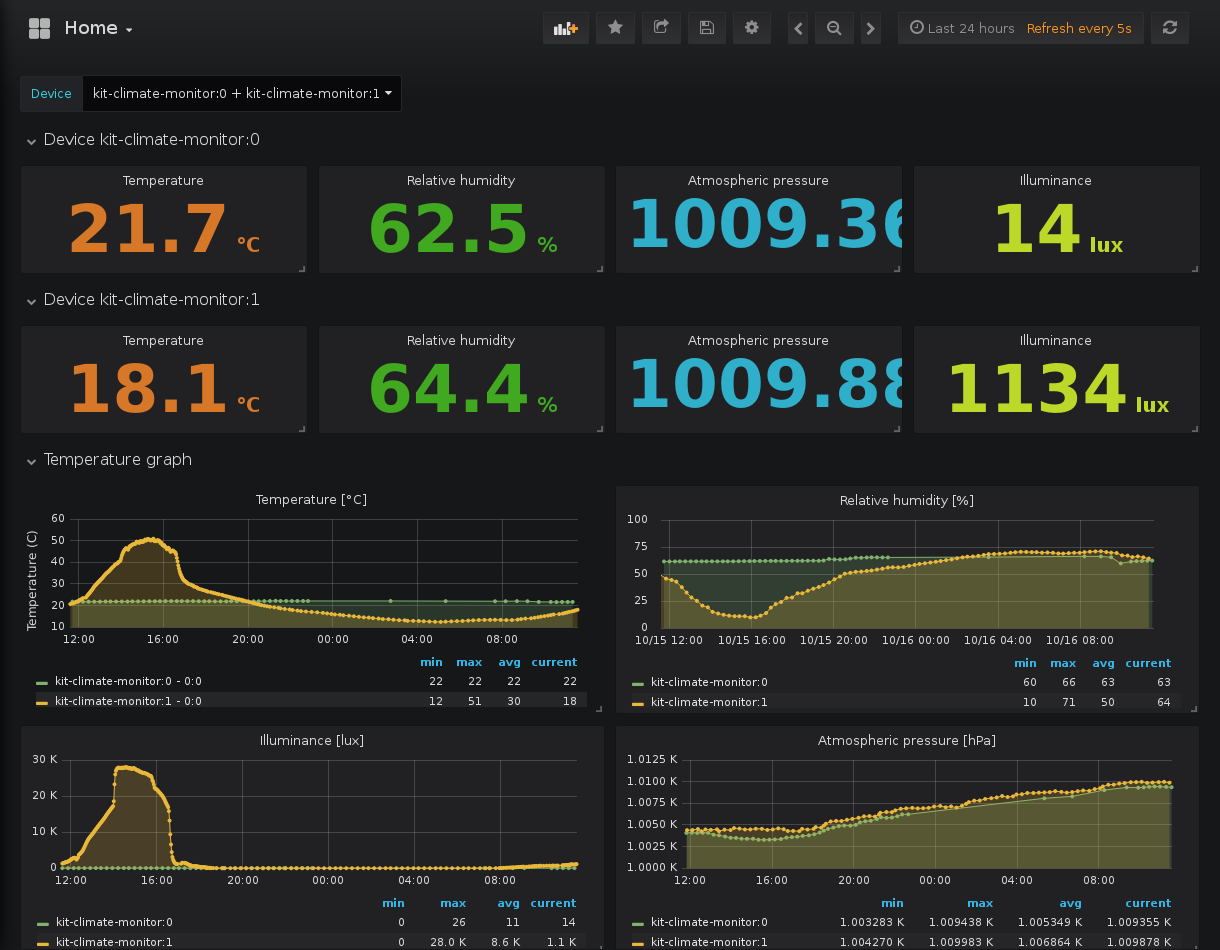 Home
Last 24 hours Refresh every 5s
Device kit-climate-monitor:0 + kit-climate-monitor:1
Device kit-climate-monitor:0
Temperature Relative humidity Atmospheric pressure Illuminance
21.7 °C 62.5 % 1009.36 14 lux
Device kit-climate-monitor:1
Temperature Relative humidity Atmospheric pressure Illuminance
18.1 °C 64.4 % 1009.88 1134 lux
Temperature graph
Temperature [°C]
Temperature (C)
60
50
40
30
20
10
12:00 16:00 20:00 00:00 04:00 08:00
min max avg current
kit-climate-monitor:0 - 0:0 22 22 22 22
kit-climate-monitor:1 - 0:0 12 51 30 18
Relative humidity [%]
100
75
50
25
0
10/15 12:00 10/15 16:00 10/15 20:00 10/16 00:00 10/16 04:00 10/16 08:00
min max avg current
kit-climate-monitor:0 60 66 63 63
kit-climate-monitor:1 10 71 50 64
Illuminance [lux]
30 K
20 K
10 K
0
12:00 16:00 20:00 00:00 04:00 08:00
min max avg current
kit-climate-monitor:0 0 26 11 14
kit-climate-monitor:1 0 28.0 K 8.6 K 1.1 K
Atmospheric pressure [hPa]
1.0125 K
1.0100 K
1.0075 K
1.0050 K
1.0025 K
1.0000 K
12:00 16:00 20:00 00:00 04:00 08:00
min max avg current
kit-climate-monitor:0 1.003283 K 1.009438 K 1.005349 K 1.009355 K
kit-climate-monitor:1 1.004270 K 1.009983 K 1.006864 K 1.009878 K